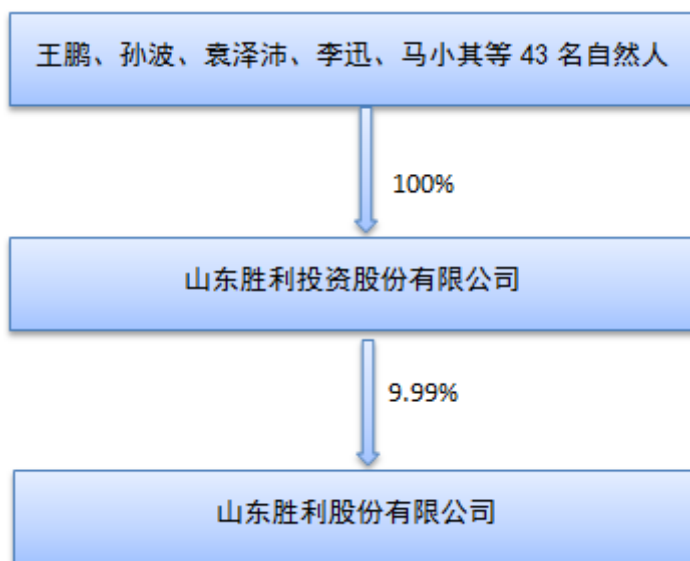 王鹏、孙波、袁泽沛、李迅、马小其等 43 名自然人
100%
山东胜利投资股份有限公司
9.99%
山东胜利股份有限公司